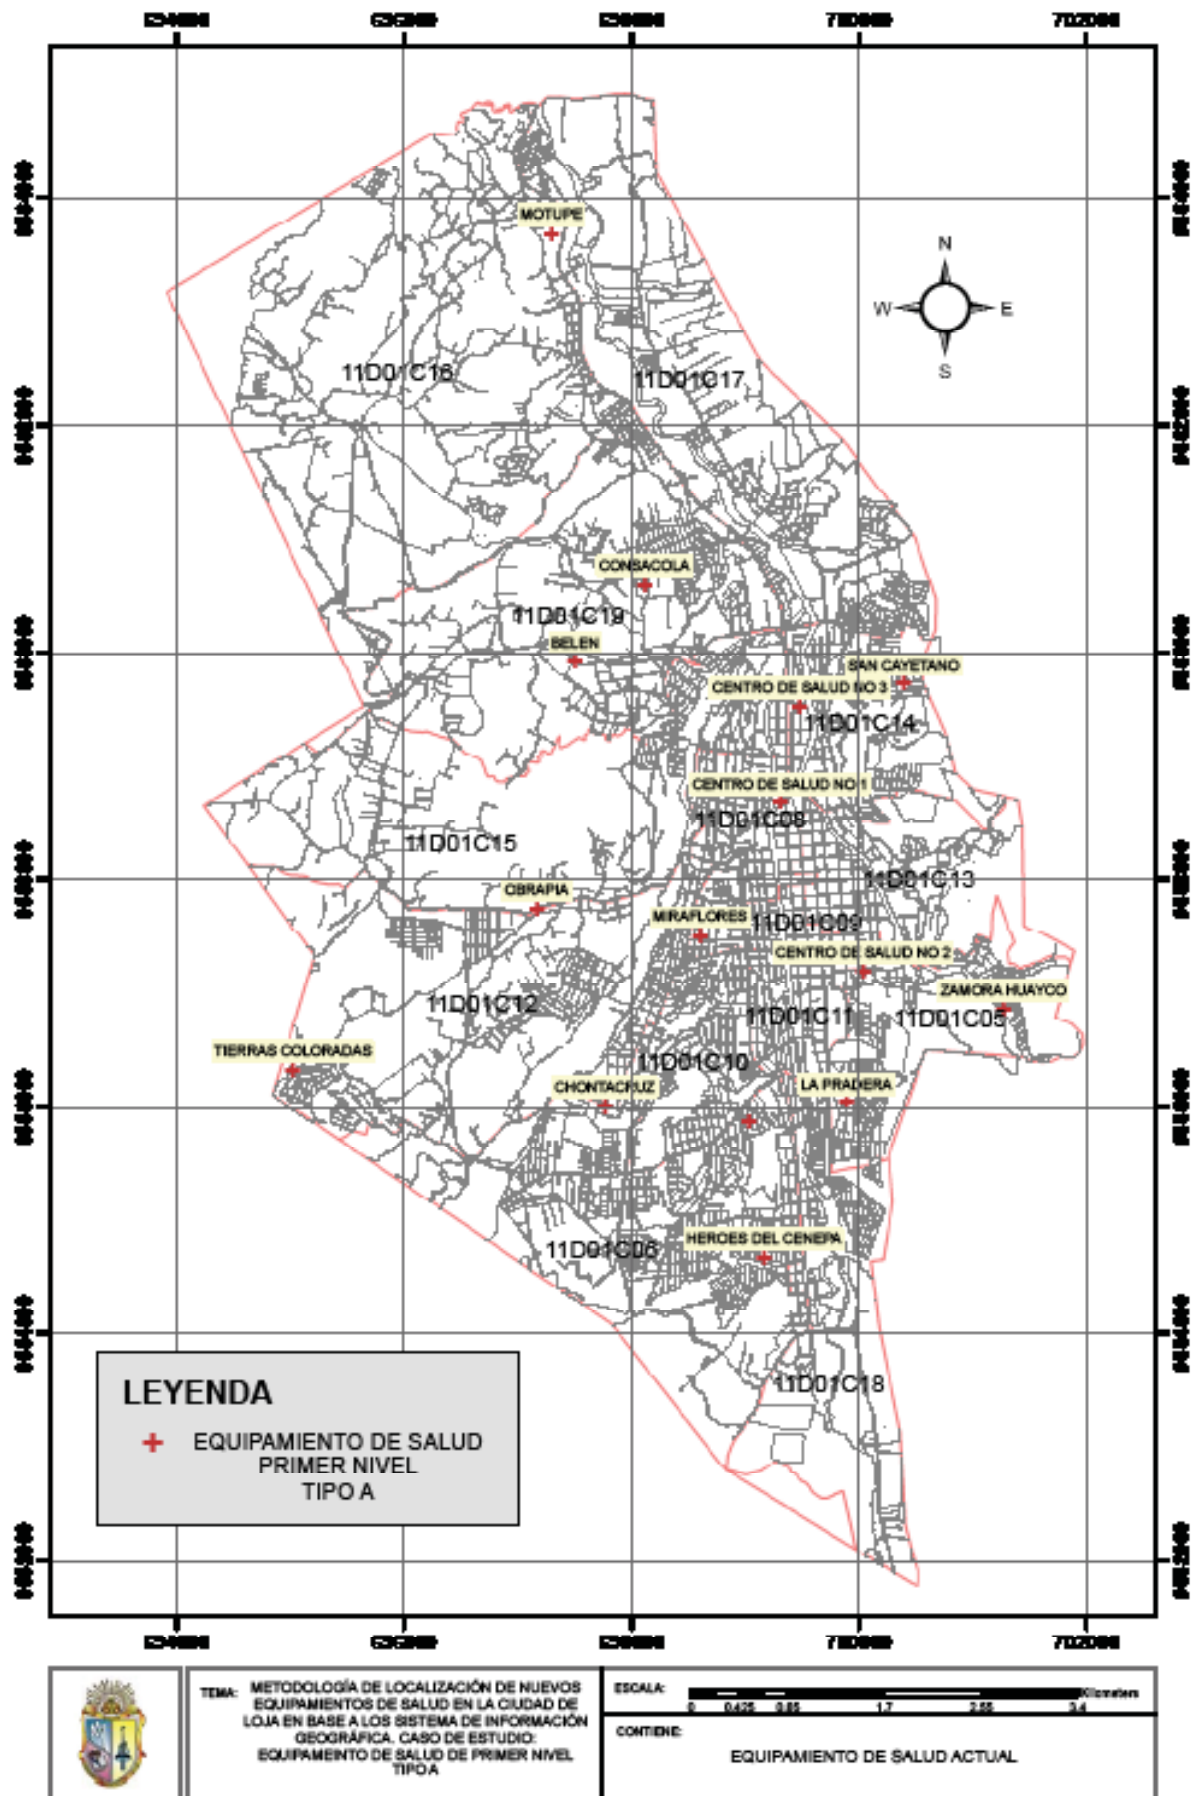 N
W
E
S
MOTUPE
11D01C16
11D01C17
CONSACOLA
11D01C19
BELEN
SAN CAYETANO
CENTRO DE SALUD NO 3
11D01C14
CENTRO DE SALUD NO 1
11D01C08
11D01C15
11D01C13
OBRAPIA
MIRAFLORES
11D01C09
CENTRO DE SALUD NO 2
ZAMORA HUAYCO
11D01C12
11D01C11
11D01C05
TIERRAS COLORADAS
11D01C10
CHONTACRUZ
LA PRADERA
HEROES DEL CENEPA
11D01C06
11D01C18
LEYENDA
EQUIPAMIENTO DE SALUD
PRIMER NIVEL
TIPO A
TEMA: METODOLOGÍA DE LOCALIZACIÓN DE NUEVOS
EQUIPAMIENTOS DE SALUD EN LA CIUDAD DE
LOJA EN BASE A LOS SISTEMA DE INFORMACIÓN
GEOGRÁFICA. CASO DE ESTUDIO:
EQUIPAMEINTO DE SALUD DE PRIMER NIVEL
TIPO A
ESCALA:
Kilometers
0 0.425 0.85 1.7 2.55 3.4
CONTIENE:
EQUIPAMIENTO DE SALUD ACTUAL